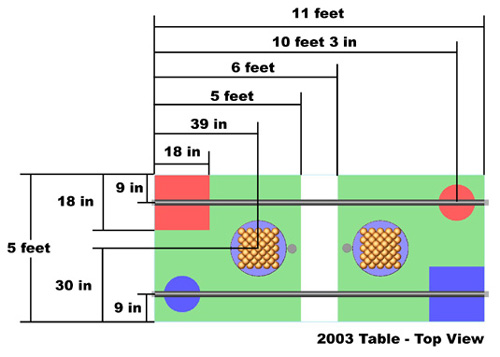 11 feet
10 feet 3 in
6 feet
5 feet
39 in
18 in
9 in
18 in
5 feet
30 in
9 in
2003 Table - Top View